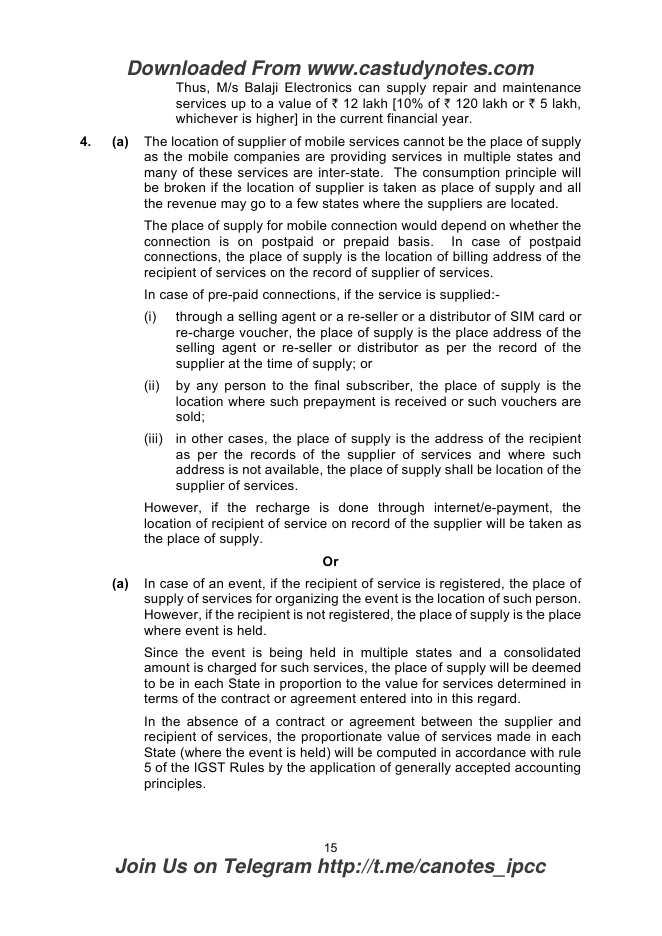 Downloaded From www.castudynotes.com
Thus, M/s Balaji Electronics can supply repair and maintenance
services up to a value of ₹ 12 lakh [10% of ₹ 120 lakh or ₹ 5 lakh,
whichever is higher] in the current financial year.
4. (a) The location of supplier of mobile services cannot be the place of supply
as the mobile companies are providing services in multiple states and
many of these services are inter-state. The consumption principle will
be broken if the location of supplier is taken as place of supply and all
the revenue may go to a few states where the suppliers are located.
The place of supply for mobile connection would depend on whether the
connection is on postpaid or prepaid basis. In case of postpaid
connections, the place of supply is the location of billing address of the
recipient of services on the record of supplier of services.
In case of pre-paid connections, if the service is supplied:-
(i) through a selling agent or a re-seller or a distributor of SIM card or
re-charge voucher, the place of supply is the place address of the
selling agent or re-seller or distributor as per the record of the
supplier at the time of supply; or
(ii) by any person to the final subscriber, the place of supply is the
location where such prepayment is received or such vouchers are
sold;
(iii) in other cases, the place of supply is the address of the recipient
as per the records of the supplier of services and where such
address is not available, the place of supply shall be location of the
supplier of services.
However, if the recharge is done through internet/e-payment, the
location of recipient of service on record of the supplier will be taken as
the place of supply.
Or
(a) In case of an event, if the recipient of service is registered, the place of
supply of services for organizing the event is the location of such person.
However, if the recipient is not registered, the place of supply is the place
where event is held.
Since the event is being held in multiple states and a consolidated
amount is charged for such services, the place of supply will be deemed
to be in each State in proportion to the value for services determined in
terms of the contract or agreement entered into in this regard.
In the absence of a contract or agreement between the supplier and
recipient of services, the proportionate value of services made in each
State (where the event is held) will be computed in accordance with rule
5 of the IGST Rules by the application of generally accepted accounting
principles.
15
Join Us on Telegram http://t.me/canotes_ipcc